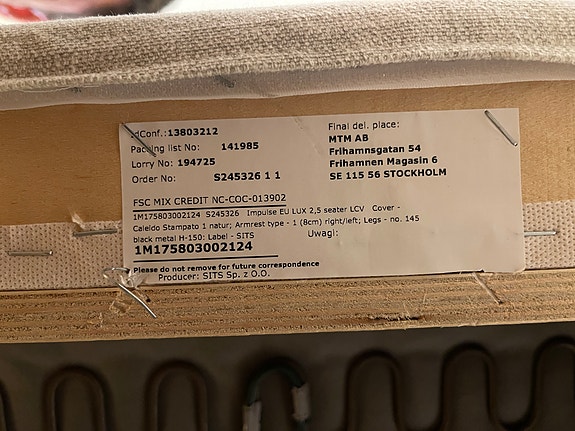 dConf.:13803212
Packing list No: 141985
Lorry No: 194725
Order No: S245326 1 1
Final del. place:
MTM AB
Frihamnsgatan 54
Frihamnen Magasin 6
SE 115 56 STOCKHOLM
FSC MIX CREDIT NC-COC-013902
1M175803002124 S245326 Impulse EU LUX 2,5 seater LCV Cover -
Caleido Stampato 1 natur; Armrest type - 1 (8cm) right/left; Legs - no. 145
black metal H-150: Label - SITS Uwagi:
1M175803002124
Please do not remove for future correspondence
Producer: SITS Sp. z O.O.